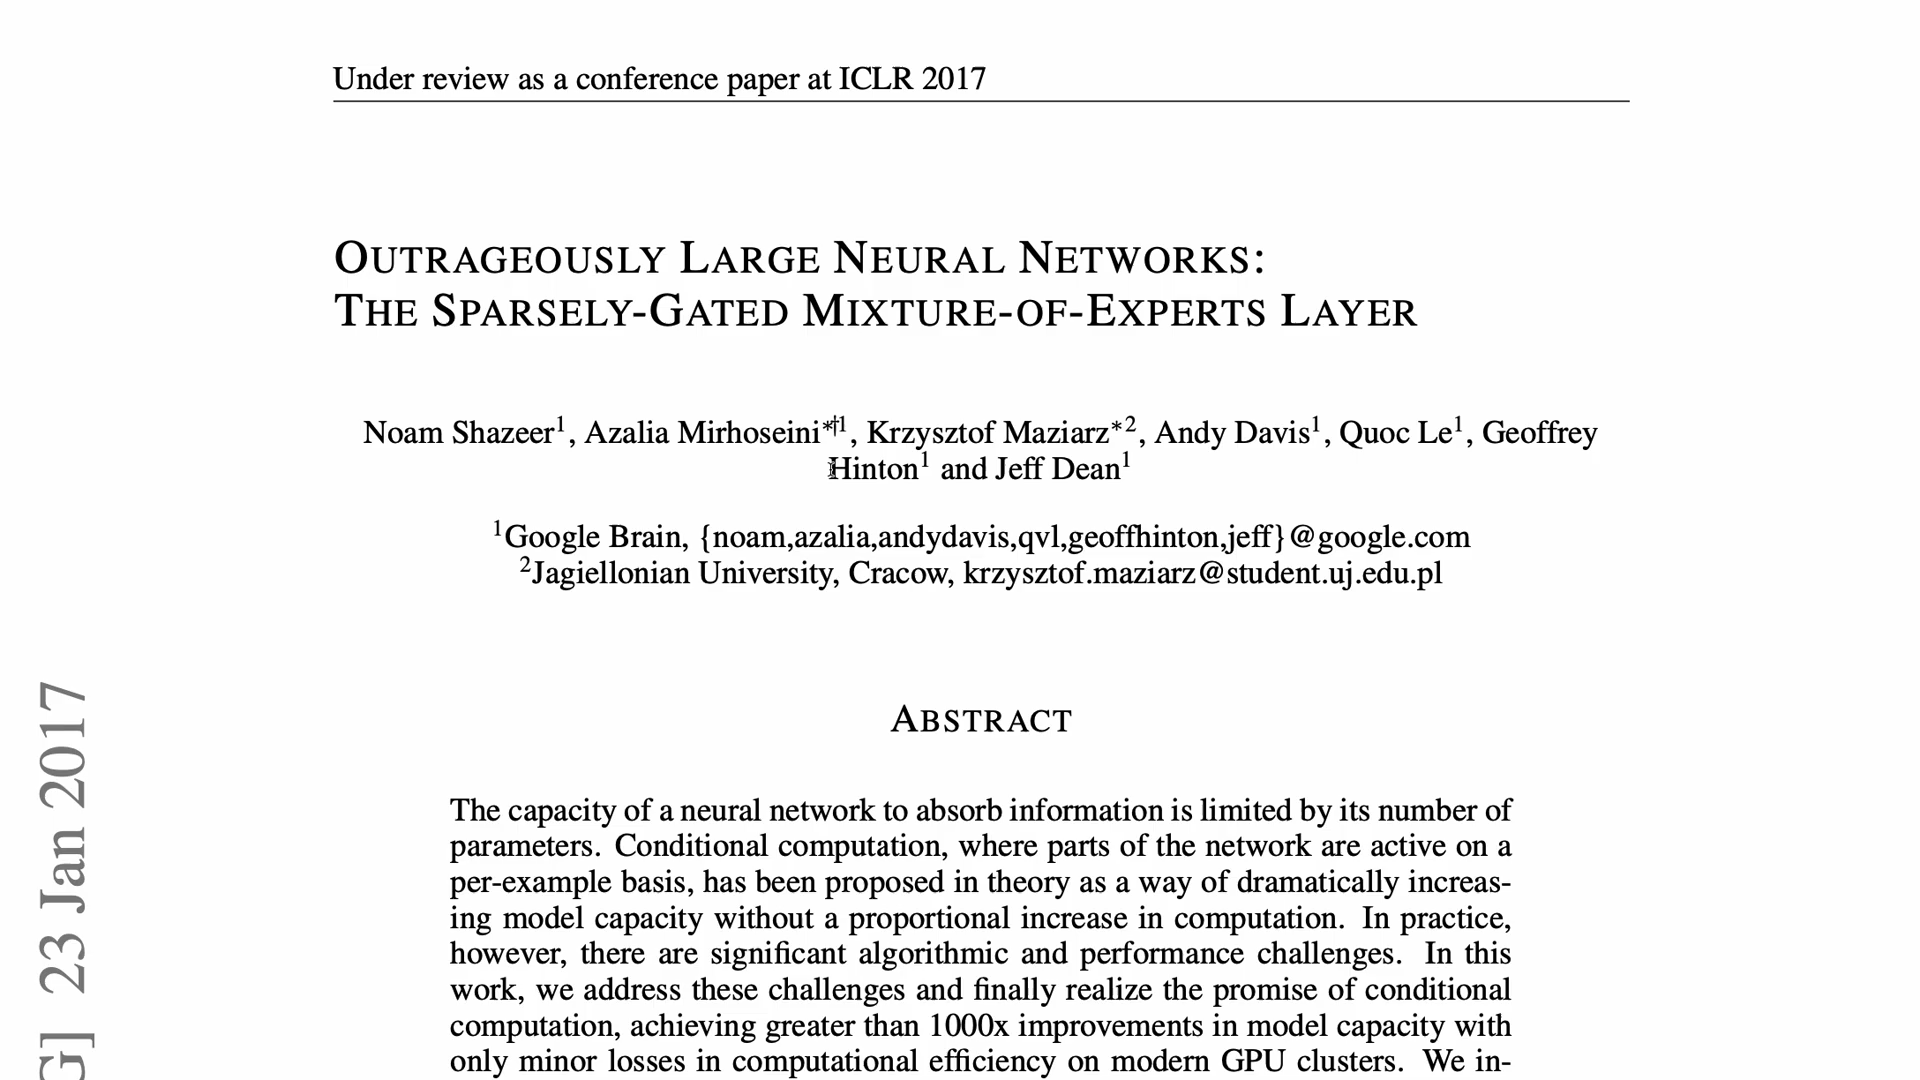 Under review as a conference paper at ICLR 2017
OUTRAGEOUSLY LARGE NEURAL NETWORKS:
THE SPARSELY-GATED MIXTURE-OF-EXPERTS LAYER
Noam Shazeer¹, Azalia Mirhoseini*†¹, Krzysztof Maziarz*², Andy Davis¹, Quoc Le¹, Geoffrey
Hinton¹ and Jeff Dean¹
¹Google Brain, {noam,azalia,andydavis,qvl,geoffhinton,jeff}@google.com
²Jagiellonian University, Cracow, krzysztof.maziarz@student.uj.edu.pl
ABSTRACT
The capacity of a neural network to absorb information is limited by its number of
parameters. Conditional computation, where parts of the network are active on a
per-example basis, has been proposed in theory as a way of dramatically increas-
ing model capacity without a proportional increase in computation. In practice,
however, there are significant algorithmic and performance challenges. In this
work, we address these challenges and finally realize the promise of conditional
computation, achieving greater than 1000x improvements in model capacity with
only minor losses in computational efficiency on modern GPU clusters. We in-
G] 23 Jan 2017